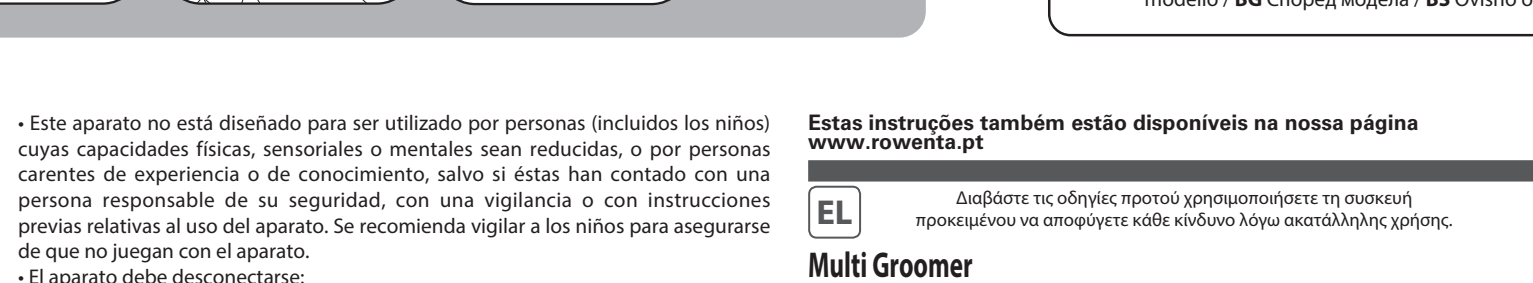 modello / BG Според модела / BS Ovisno o
• Este aparato no está diseñado para ser utilizado por personas (incluidos los niños)
cuyas capacidades físicas, sensoriales o mentales sean reducidas, o por personas
carentes de experiencia o de conocimiento, salvo si éstas han contado con una
persona responsable de su seguridad, con una vigilancia o con instrucciones
previas relativas al uso del aparato. Se recomienda vigilar a los niños para asegurarse
de que no juegan con el aparato.
• El aparato debe desconectarse:
Estas instruções também estão disponíveis na nossa página
www.rowenta.pt
EL
Διαβάστε τις οδηγίες προτού χρησιμοποιήσετε τη συσκευή
προκειμένου να αποφύγετε κάθε κίνδυνο λόγω ακατάλληλης χρήσης.
Multi Groomer